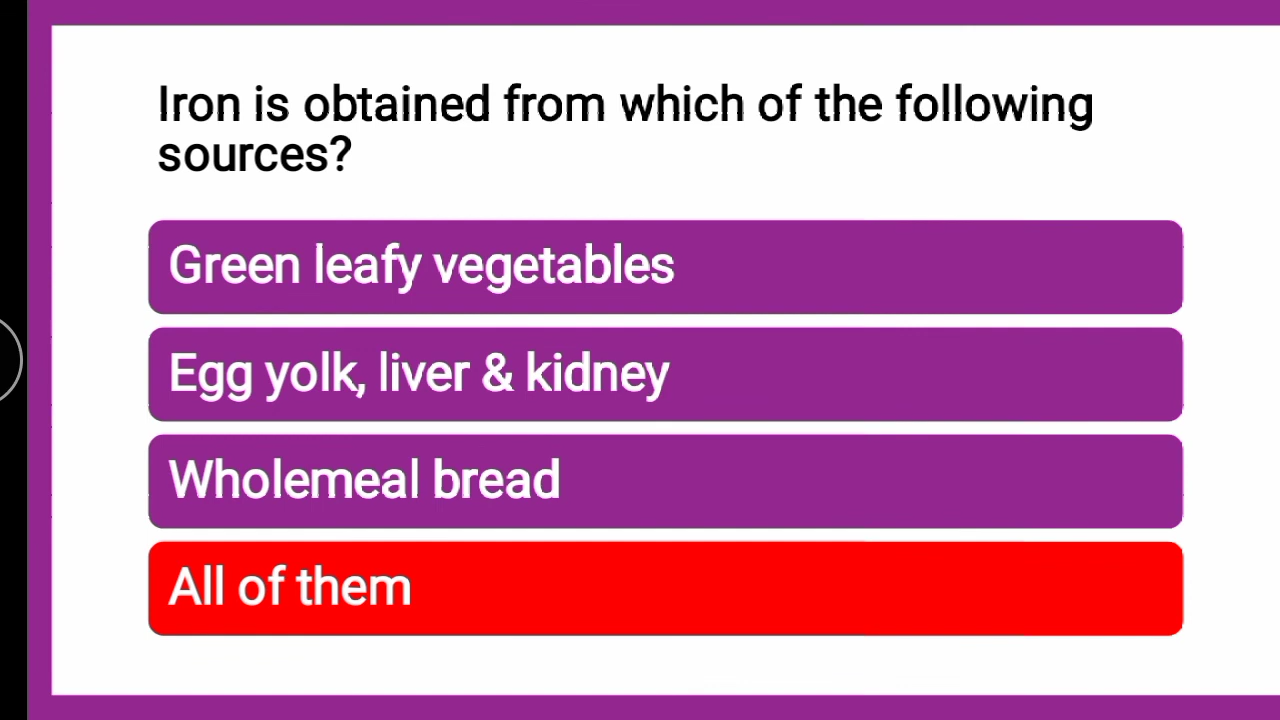 Iron is obtained from which of the following
sources?
Green leafy vegetables
Egg yolk, liver & kidney
Wholemeal bread
All of them